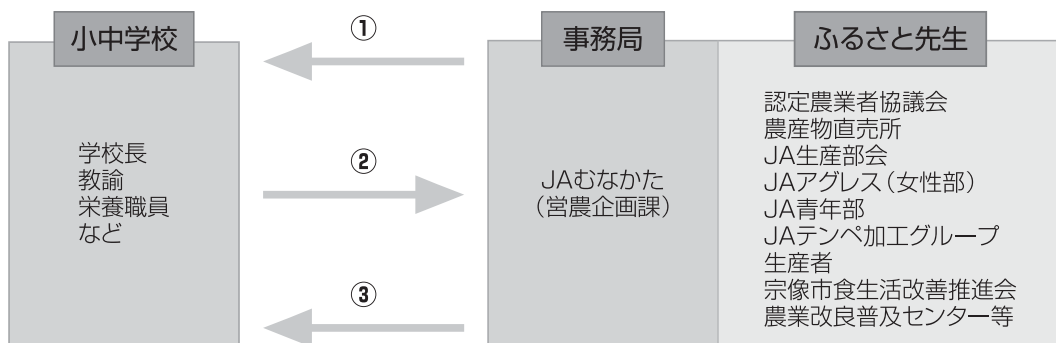 小中学校
学校長
教諭
栄養職員
など
①
②
③
事務局
JAむなかた
(営農企画課)
ふるさと先生
認定農業者協議会
農産物直売所
JA生産部会
JAアグレス(女性部)
JA青年部
JAテンペ加工グループ
生産者
宗像市食生活改善推進会
農業改良普及センター等